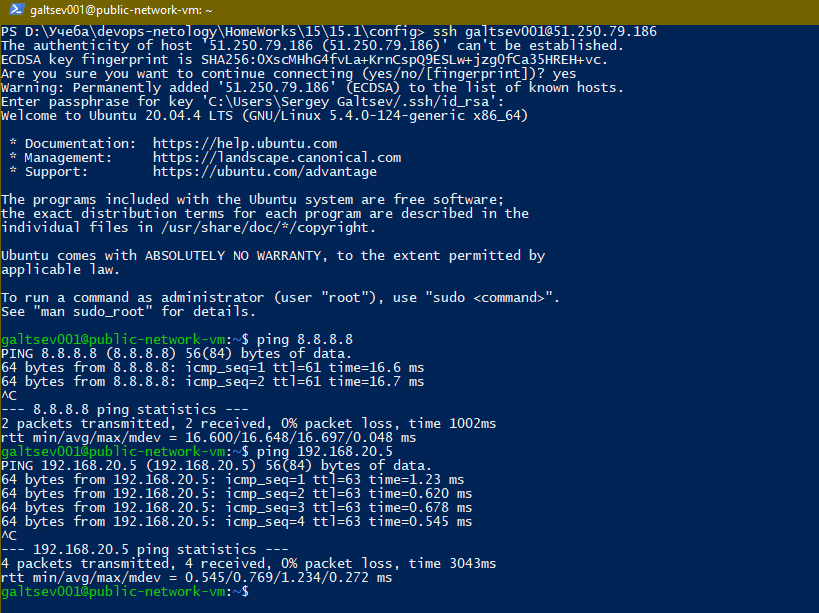 galtsev001@public-network-vm: ~
PS D:\Учеба\devops-netology\HomeWorks\15\15.1\config> ssh galtsev001@51.250.79.186
The authenticity of host '51.250.79.186 (51.250.79.186)' can't be established.
ECDSA key fingerprint is SHA256:0XscMHhG4fvLa+KrnCspQ9ESLw+jzg0fCa35HREH+vc.
Are you sure you want to continue connecting (yes/no/[fingerprint])? yes
Warning: Permanently added '51.250.79.186' (ECDSA) to the list of known hosts.
Enter passphrase for key 'C:\Users\Sergey Galtsev/.ssh/id_rsa':
Welcome to Ubuntu 20.04.4 LTS (GNU/Linux 5.4.0-124-generic x86_64)
* Documentation:  https://help.ubuntu.com
* Management:     https://landscape.canonical.com
* Support:        https://ubuntu.com/advantage
The programs included with the Ubuntu system are free software;
the exact distribution terms for each program are described in the
individual files in /usr/share/doc/*/copyright.
Ubuntu comes with ABSOLUTELY NO WARRANTY, to the extent permitted by
applicable law.
To run a command as administrator (user "root"), use "sudo <command>".
See "man sudo_root" for details.
galtsev001@public-network-vm:~$ ping 8.8.8.8
PING 8.8.8.8 (8.8.8.8) 56(84) bytes of data.
64 bytes from 8.8.8.8: icmp_seq=1 ttl=61 time=16.6 ms
64 bytes from 8.8.8.8: icmp_seq=2 ttl=61 time=16.7 ms
^C
--- 8.8.8.8 ping statistics ---
2 packets transmitted, 2 received, 0% packet loss, time 1002ms
rtt min/avg/max/mdev = 16.600/16.648/16.697/0.048 ms
galtsev001@public-network-vm:~$ ping 192.168.20.5
PING 192.168.20.5 (192.168.20.5) 56(84) bytes of data.
64 bytes from 192.168.20.5: icmp_seq=1 ttl=63 time=1.23 ms
64 bytes from 192.168.20.5: icmp_seq=2 ttl=63 time=0.620 ms
64 bytes from 192.168.20.5: icmp_seq=3 ttl=63 time=0.678 ms
64 bytes from 192.168.20.5: icmp_seq=4 ttl=63 time=0.545 ms
^C
--- 192.168.20.5 ping statistics ---
4 packets transmitted, 4 received, 0% packet loss, time 3043ms
rtt min/avg/max/mdev = 0.545/0.769/1.234/0.272 ms
galtsev001@public-network-vm:~$